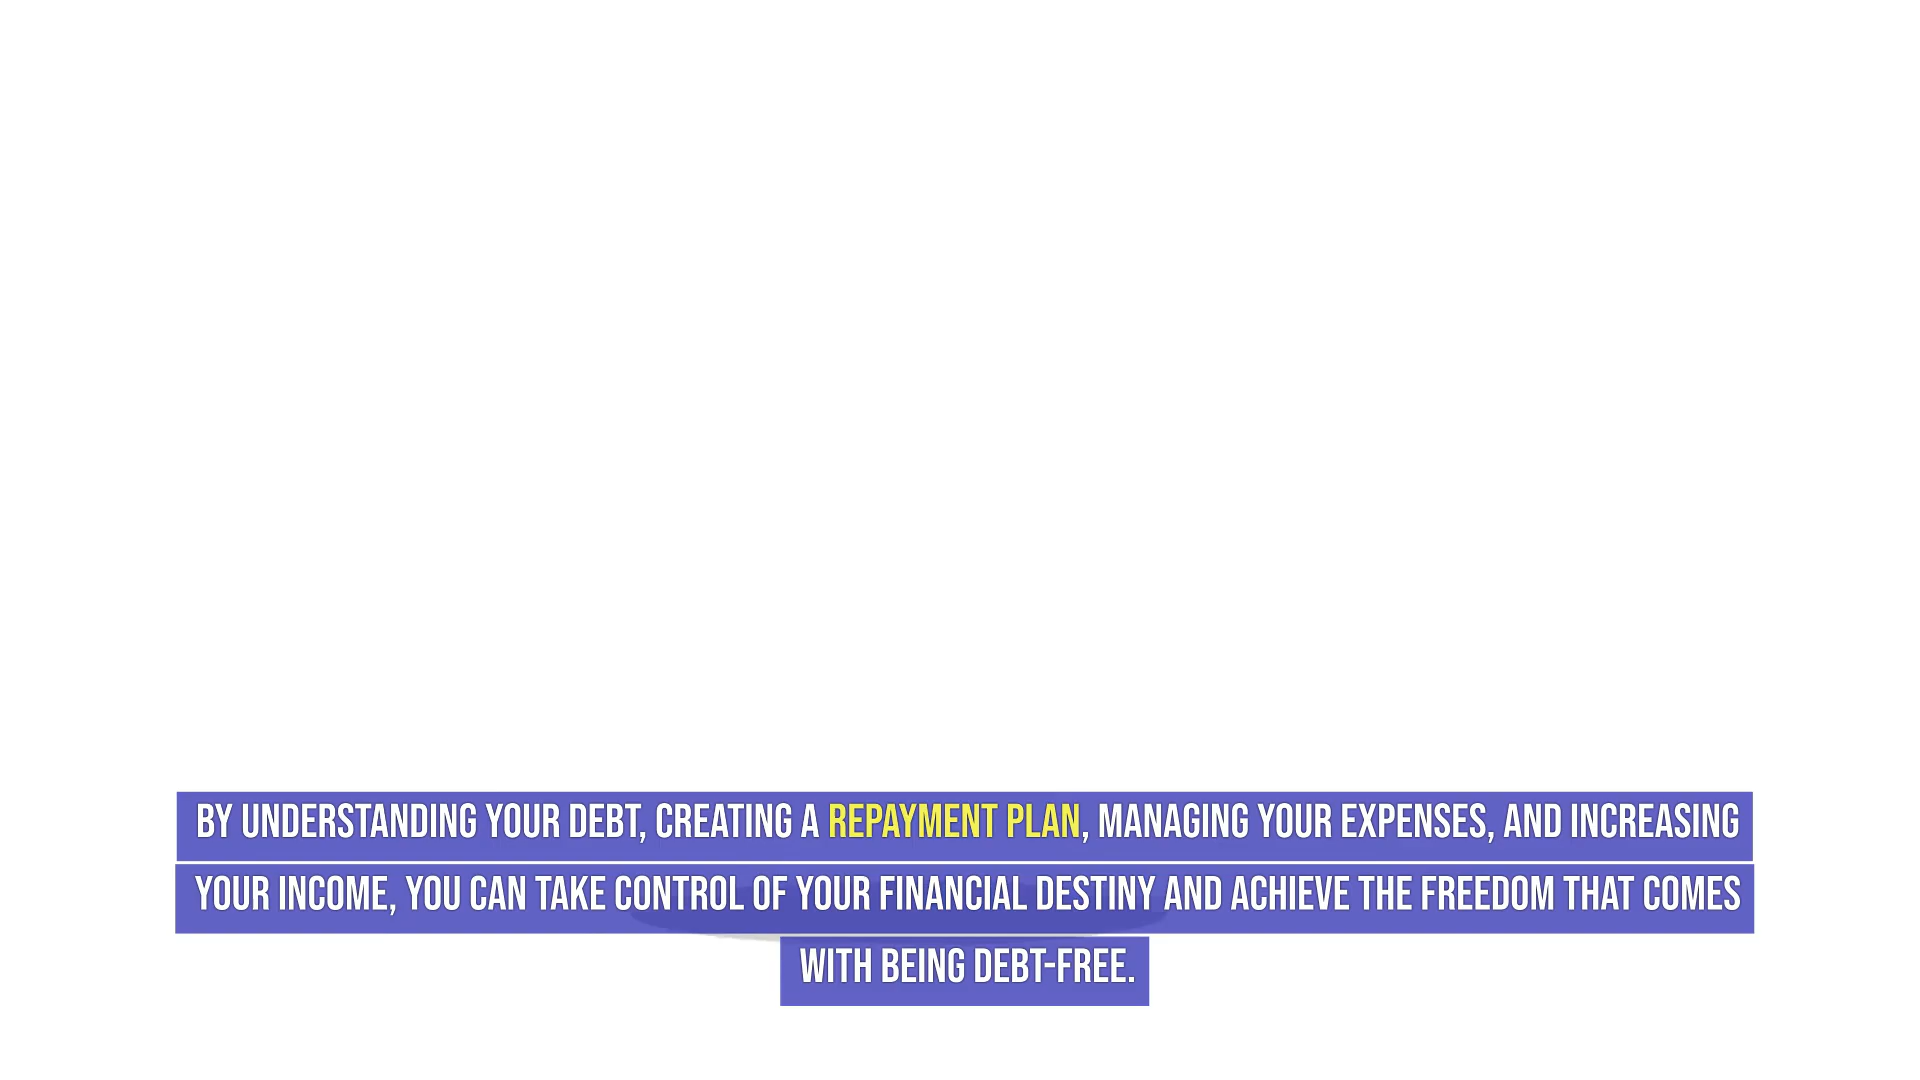 BY UNDERSTANDING YOUR DEBT, CREATING A REPAYMENT PLAN, MANAGING YOUR EXPENSES, AND INCREASING
YOUR INCOME, YOU CAN TAKE CONTROL OF YOUR FINANCIAL DESTINY AND ACHIEVE THE FREEDOM THAT COMES
WITH BEING DEBT-FREE.